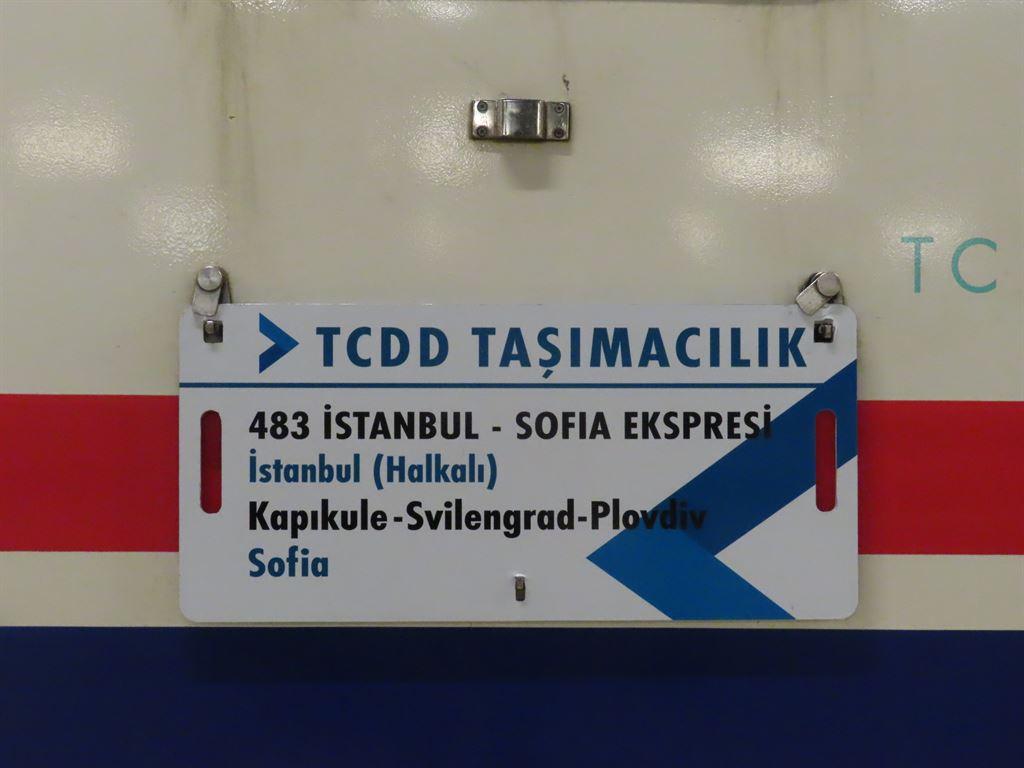 TC
TCDD TAŞIMACILIK
483 İSTANBUL - SOFIA EKSPRESİ
İstanbul (Halkalı)
Kapıkule-Svilengrad-Plovdiv
Sofia